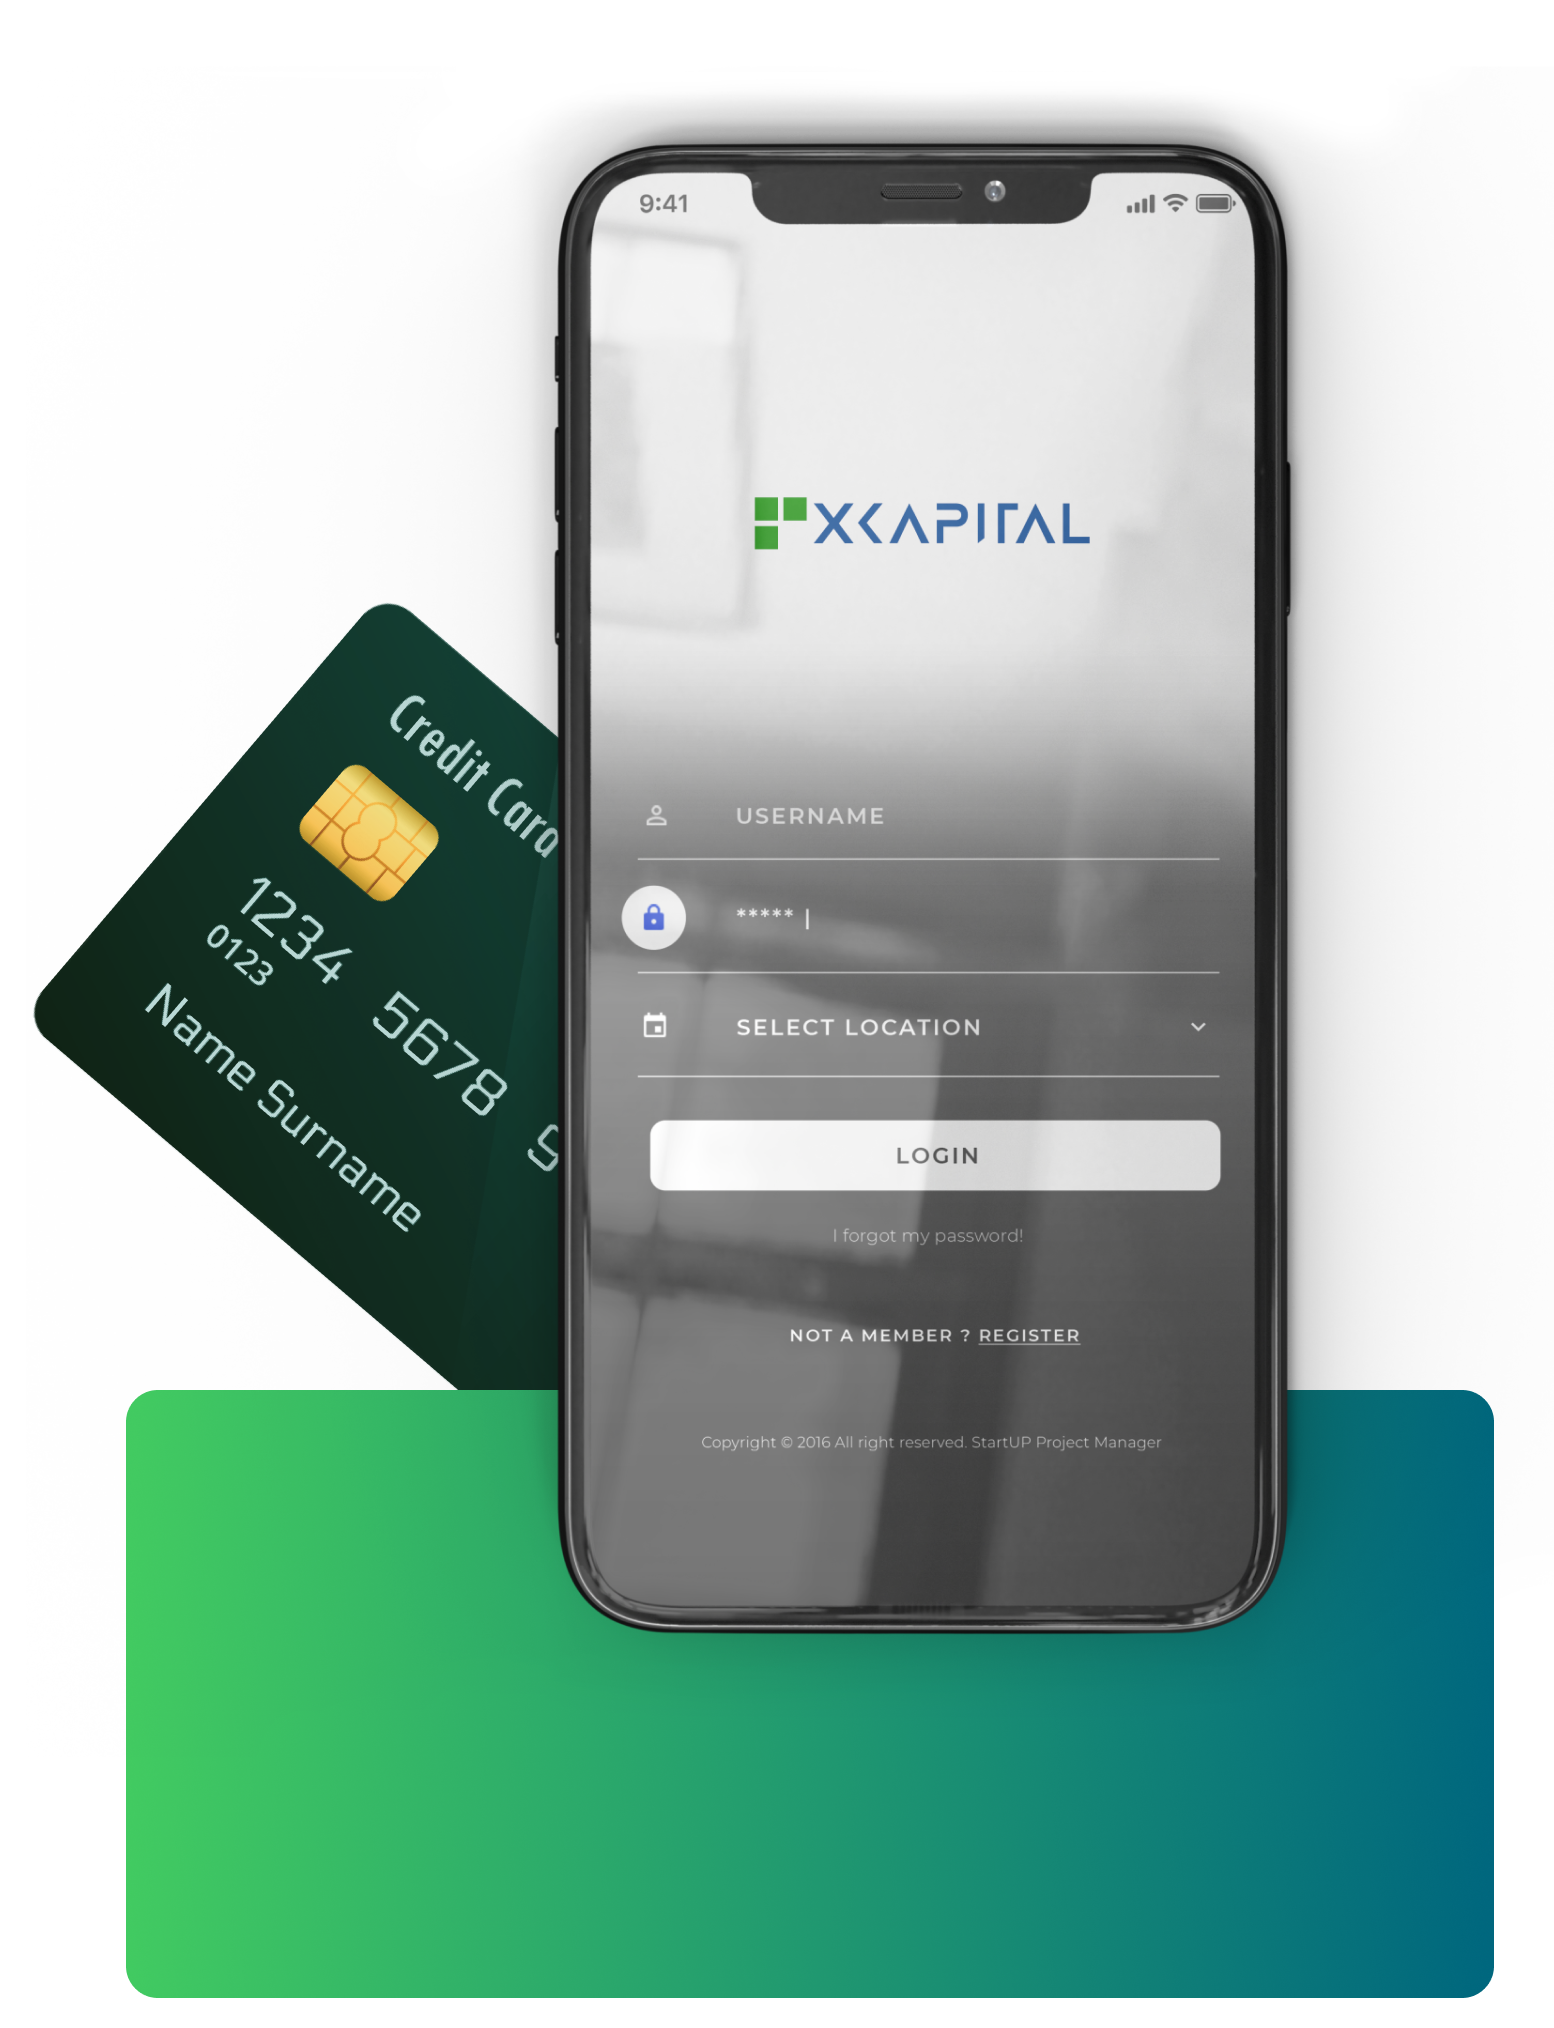 9:41
XKAPITAL
Credit Card
1234 5678 9
0123
Name Surname
USERNAME
***** |
SELECT LOCATION
LOGIN
I forgot my password!
NOT A MEMBER ? REGISTER
Copyright © 2016 All right reserved. StartUP Project Manager